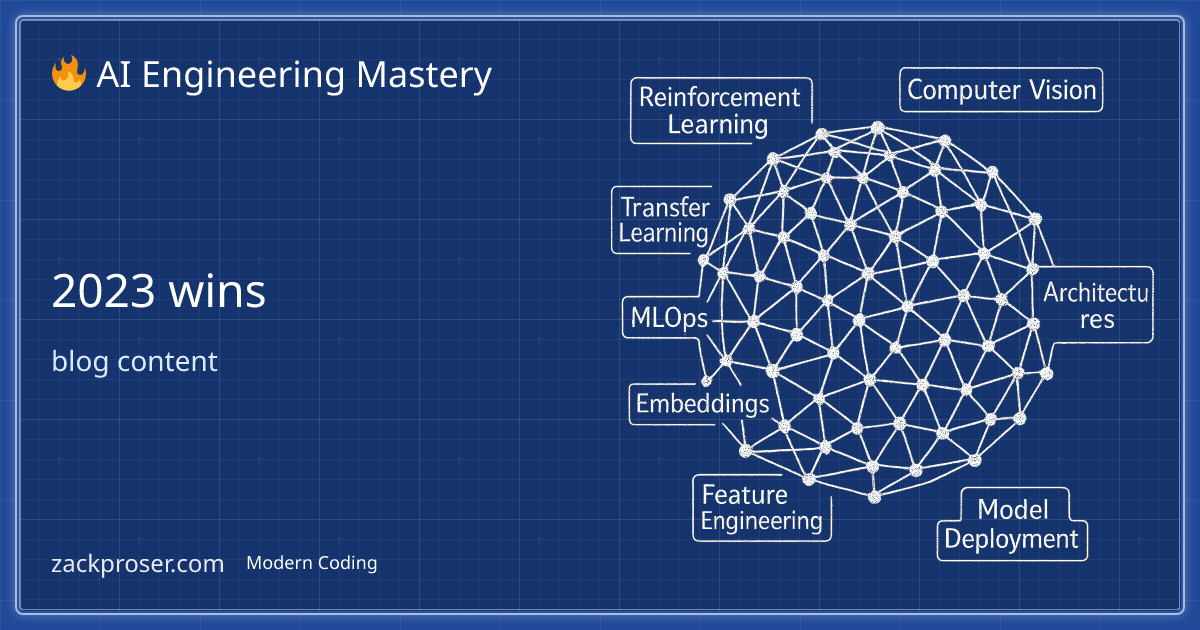 🔥 AI Engineering Mastery
2023 wins
blog content
zackproser.com
Modern Coding
Reinforcement
Learning
Computer Vision
Transfer
Learning
MLOps
Architectu
res
Embeddings
Feature
Engineering
Model
Deployment